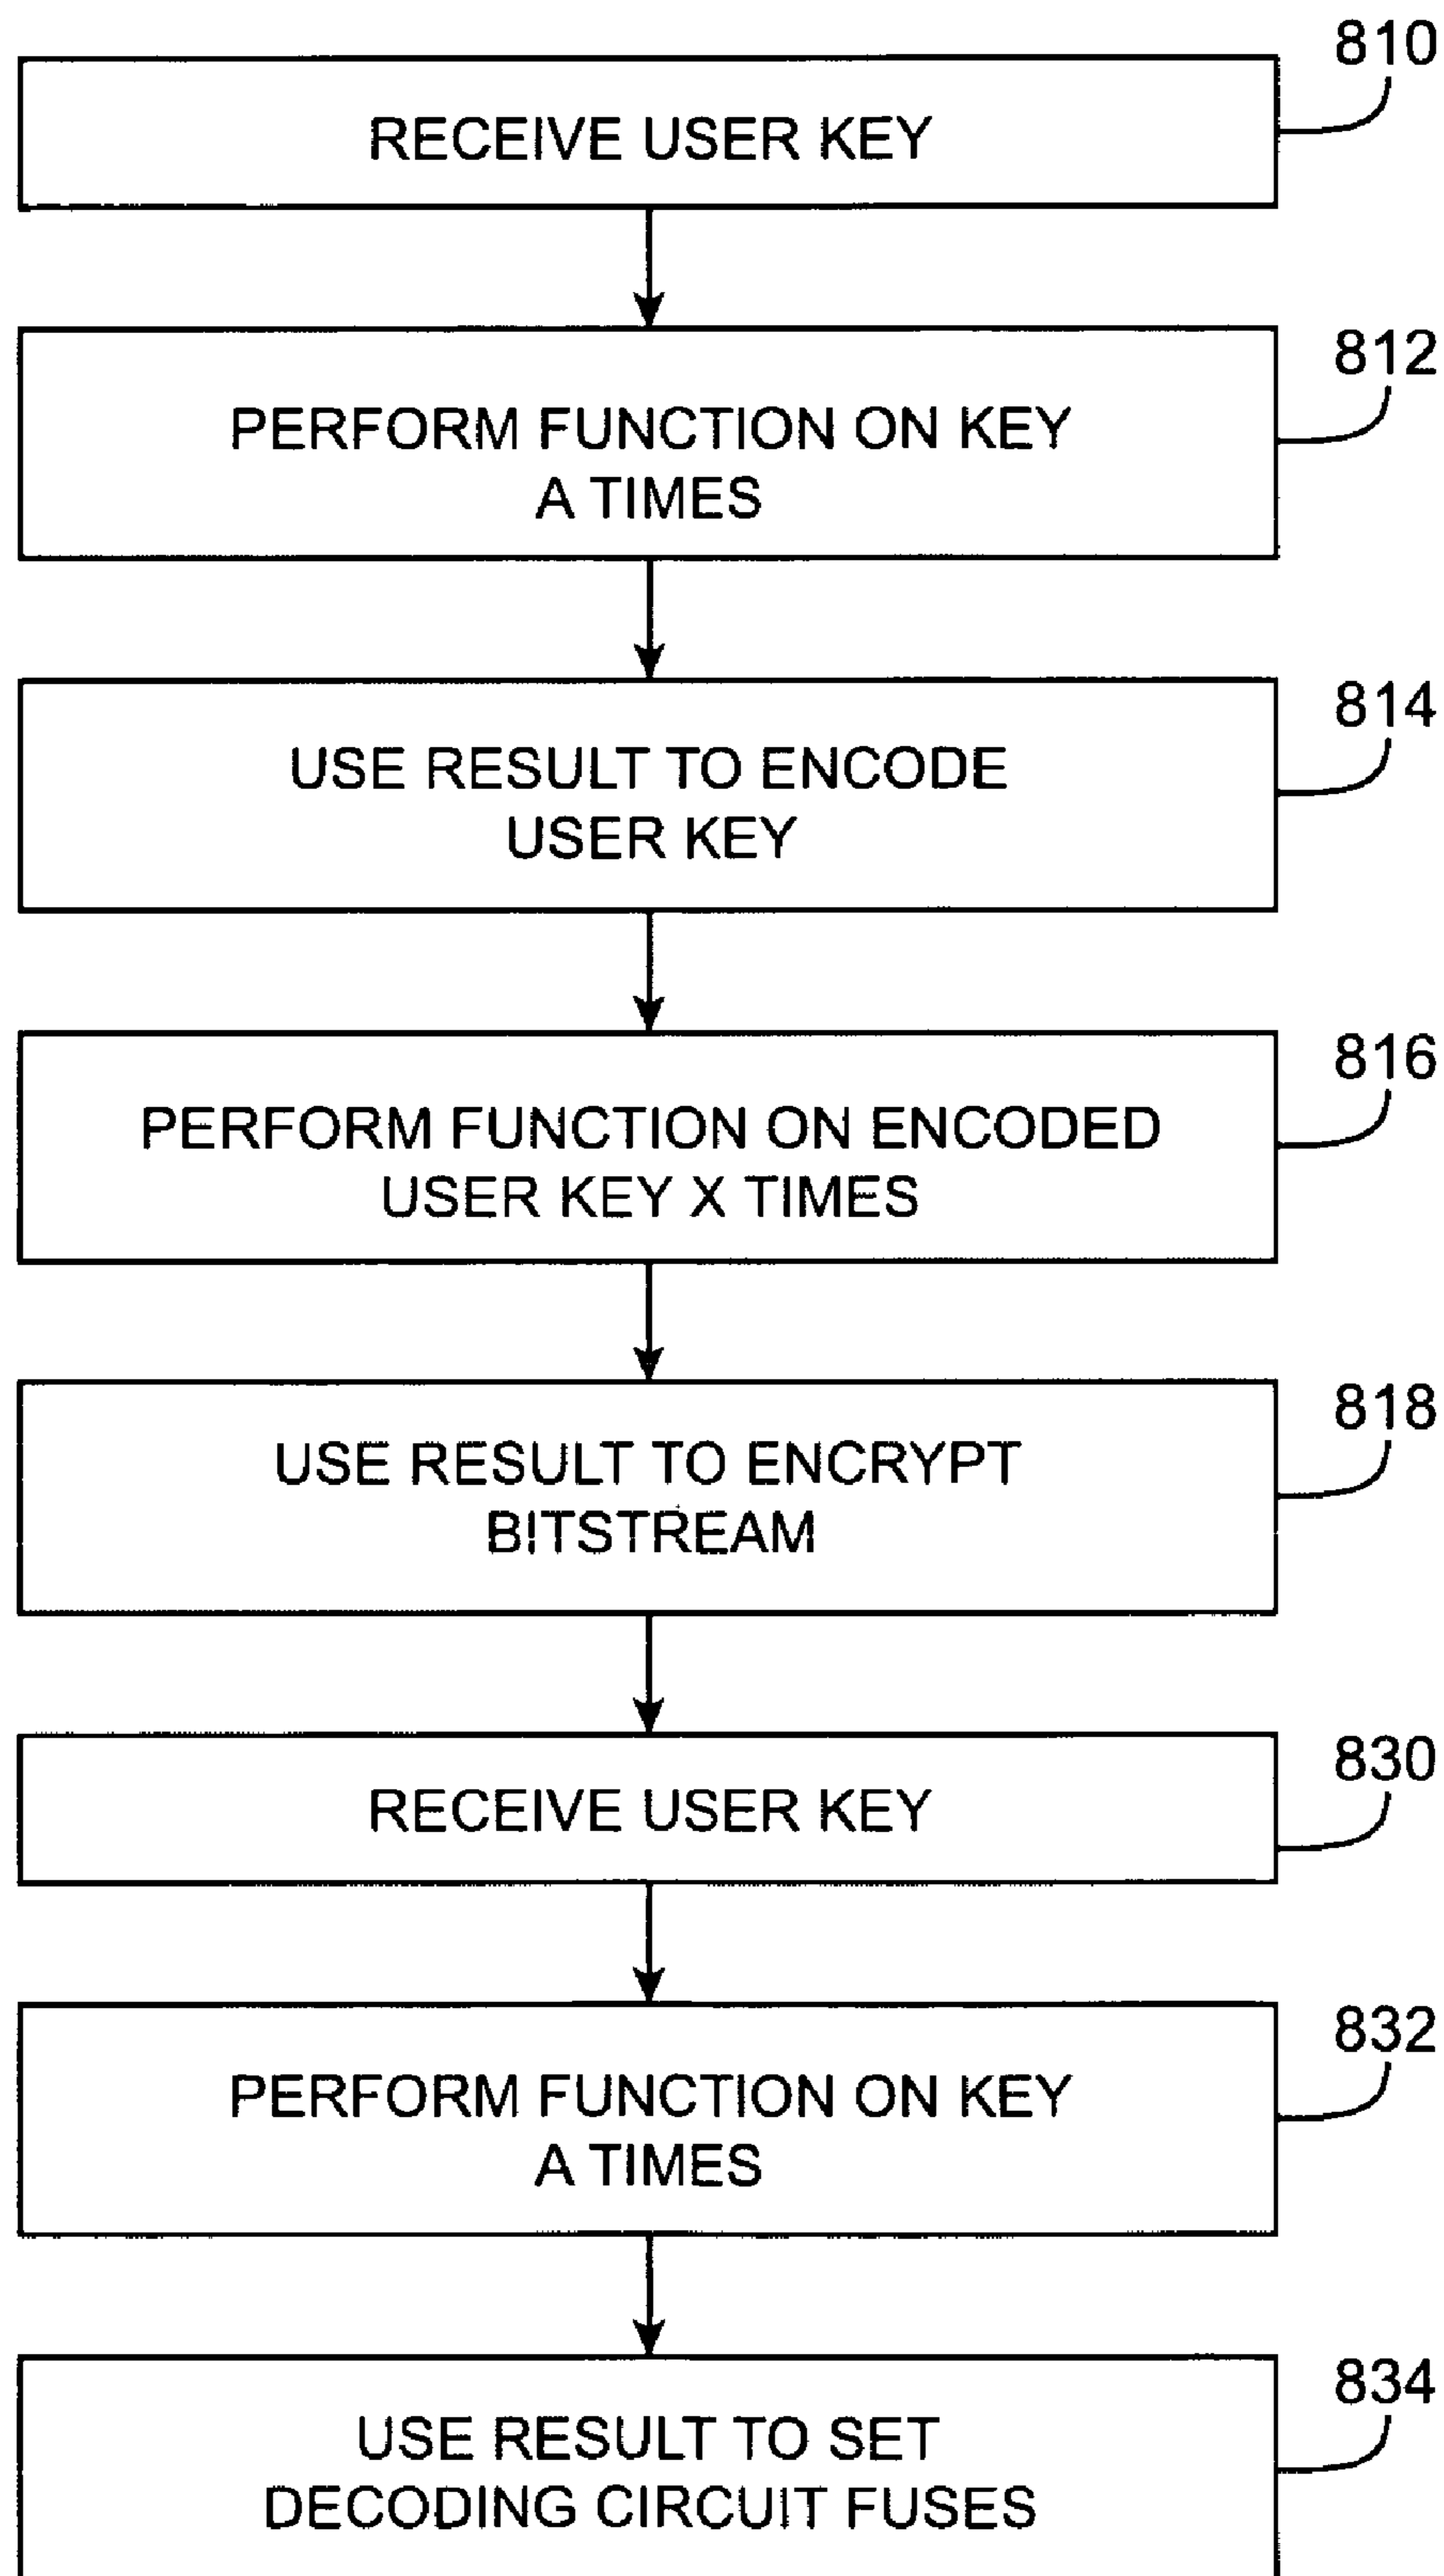 810
RECEIVE USER KEY
812
PERFORM FUNCTION ON KEY
A TIMES
814
USE RESULT TO ENCODE
USER KEY
816
PERFORM FUNCTION ON ENCODED
USER KEY X TIMES
818
USE RESULT TO ENCRYPT
BITSTREAM
830
RECEIVE USER KEY
832
PERFORM FUNCTION ON KEY
A TIMES
834
USE RESULT TO SET
DECODING CIRCUIT FUSES